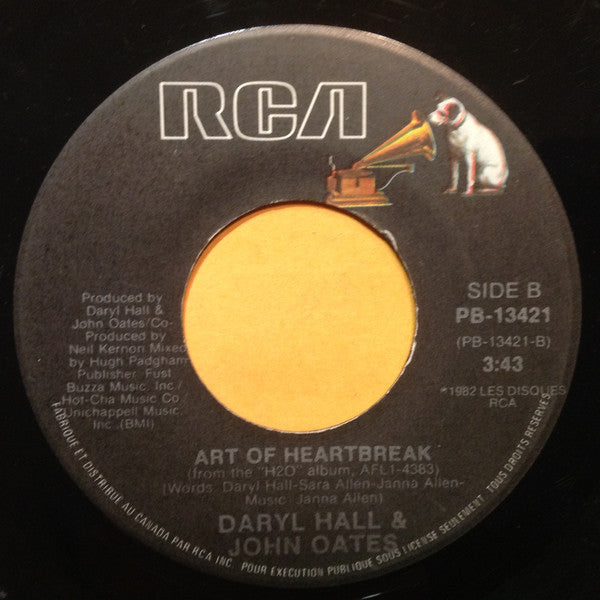 RCA
SIDE B
PB-13421
(PB-13421-B)
3:43
*1982 LES DISQUES
RCA
Produced by
Daryl Hall &
John Oates/Co-
Produced by
Neil Kernon Mixed
by Hugh Padgham
Publisher. Fust
Buzza Music, Inc./
Hot-Cha Music Co
Unichappell Music,
Inc .(BMI)
ART OF HEARTBREAK
(from the "H2O" album, AFL1-4383)
(Words: Daryl Hall-Sara Allen-Janna Allen-
Music: Janna Allen)
DARYL HALL &
JOHN OATES
FABRIQUE ET DISTRIBUE AU CANADA PAR RCA INC. POUR EXECUTION PUBLIQUE SOUS LICENSE SEULEMENT TOUS DROITS RESERVES